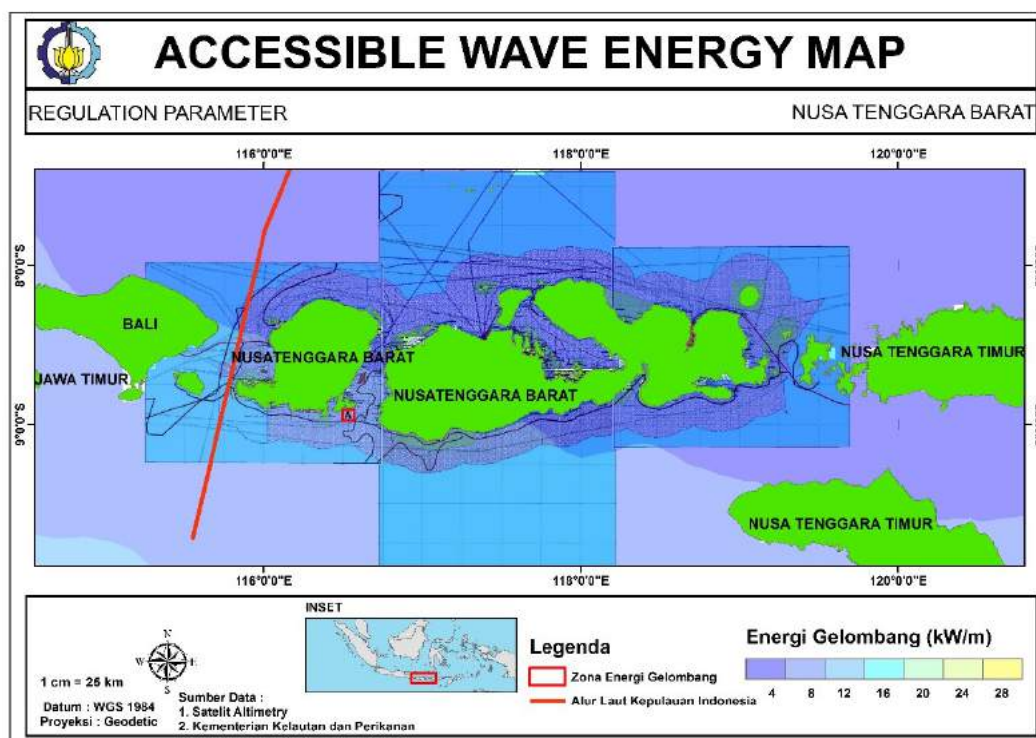 ACCESSIBLE WAVE ENERGY MAP
REGULATION PARAMETER
NUSA TENGGARA BARAT
116°0'0"E
118°0'0"E
120°0'0"E
8°0'0"S
9°0'0"S
BALI
JAWA TIMUR
NUSATENGGARA BARAT
NUSATENGGARA BARAT
NUSA TENGGARA TIMUR
A
NUSA TENGGARA TIMUR
116°0'0"E
118°0'0"E
120°0'0"E
N
W
E
S
1 cm = 25 km
Datum : WGS 1984
Proyeksi : Geodetic
Sumber Data :
1. Satelit Altimetry
2. Kementerian Kelautan dan Perikanan
INSET
Legenda
Zona Energi Gelombang
Alur Laut Kepulauan Indonesia
Energi Gelombang (kW/m)
4 8 12 16 20 24 28